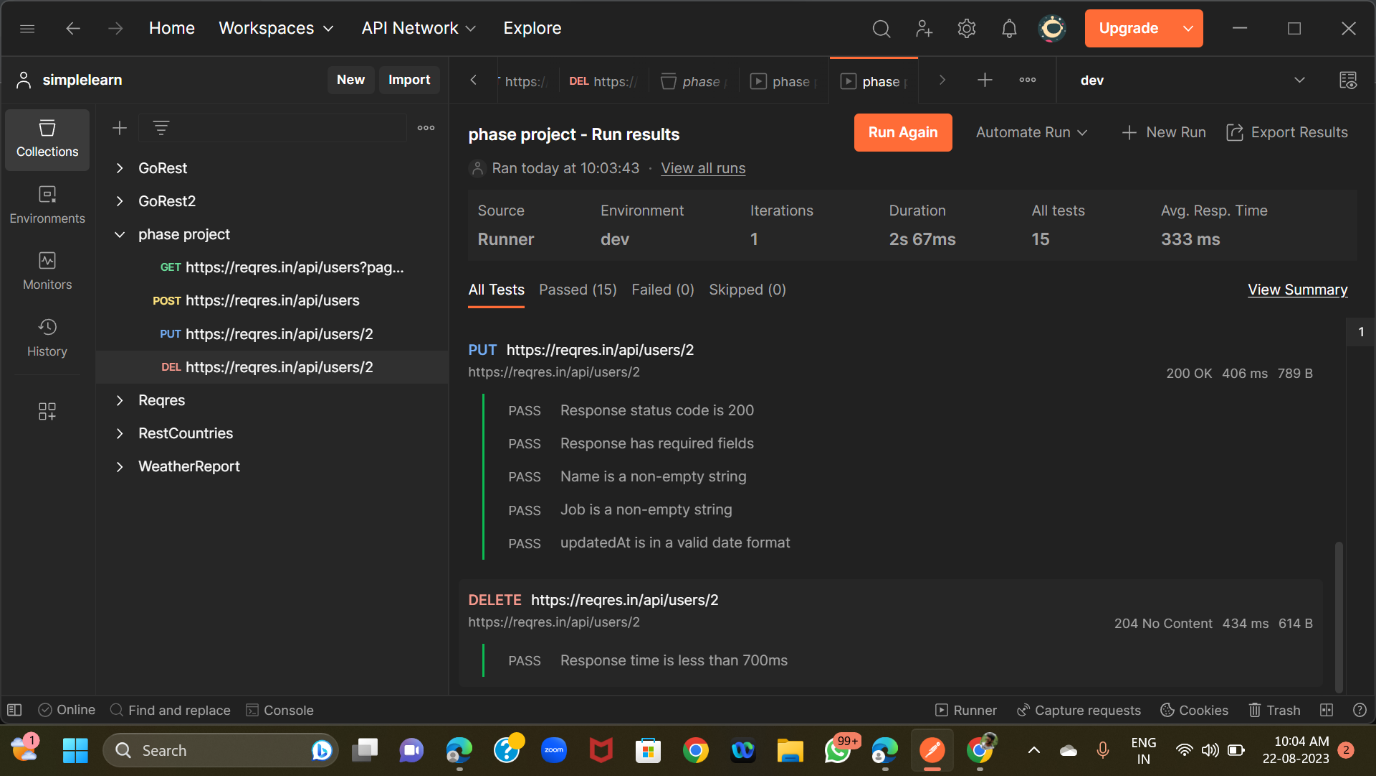 Home Workspaces API Network Explore Upgrade
simplelearn New Import https:/ DEL https:/ phase phase phase dev
Collections
Environments
Monitors
History
GoRest
GoRest2
phase project
GET https://reqres.in/api/users?pag...
POST https://reqres.in/api/users
PUT https://reqres.in/api/users/2
DEL https://reqres.in/api/users/2
Reqres
RestCountries
WeatherReport
phase project - Run results Run Again Automate Run New Run Export Results
Ran today at 10:03:43 · View all runs
Source Environment Iterations Duration All tests Avg. Resp. Time
Runner dev 1 2s 67ms 15 333 ms
All Tests Passed (15) Failed (0) Skipped (0) View Summary
1
PUT https://reqres.in/api/users/2
https://reqres.in/api/users/2 200 OK 406 ms 789 B
PASS Response status code is 200
PASS Response has required fields
PASS Name is a non-empty string
PASS Job is a non-empty string
PASS updatedAt is in a valid date format
DELETE https://reqres.in/api/users/2
https://reqres.in/api/users/2 204 No Content 434 ms 614 B
PASS Response time is less than 700ms
Online Find and replace Console Runner Capture requests Cookies Trash
1 Search zoom 99+ ENG 10:04 AM
IN 22-08-2023 2